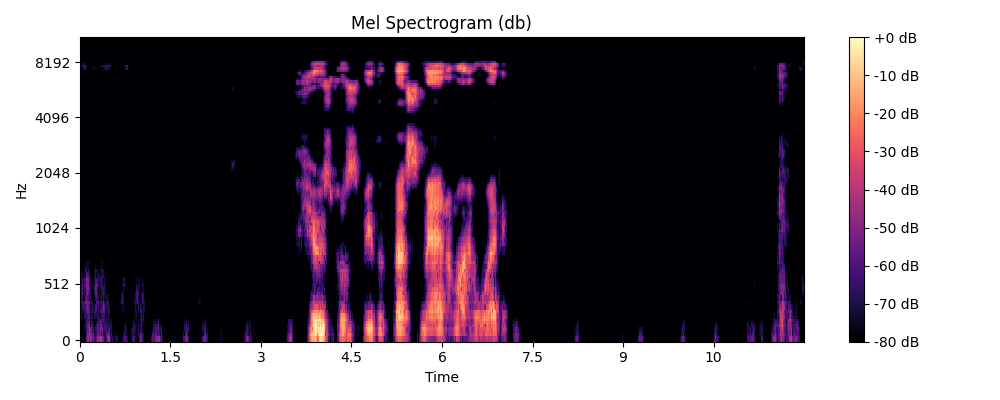 Mel Spectrogram (db)
8192
4096
2048
1024
512
0
Hz
0 1.5 3 4.5 6 7.5 9 10
Time
+0 dB
-10 dB
-20 dB
-30 dB
-40 dB
-50 dB
-60 dB
-70 dB
-80 dB